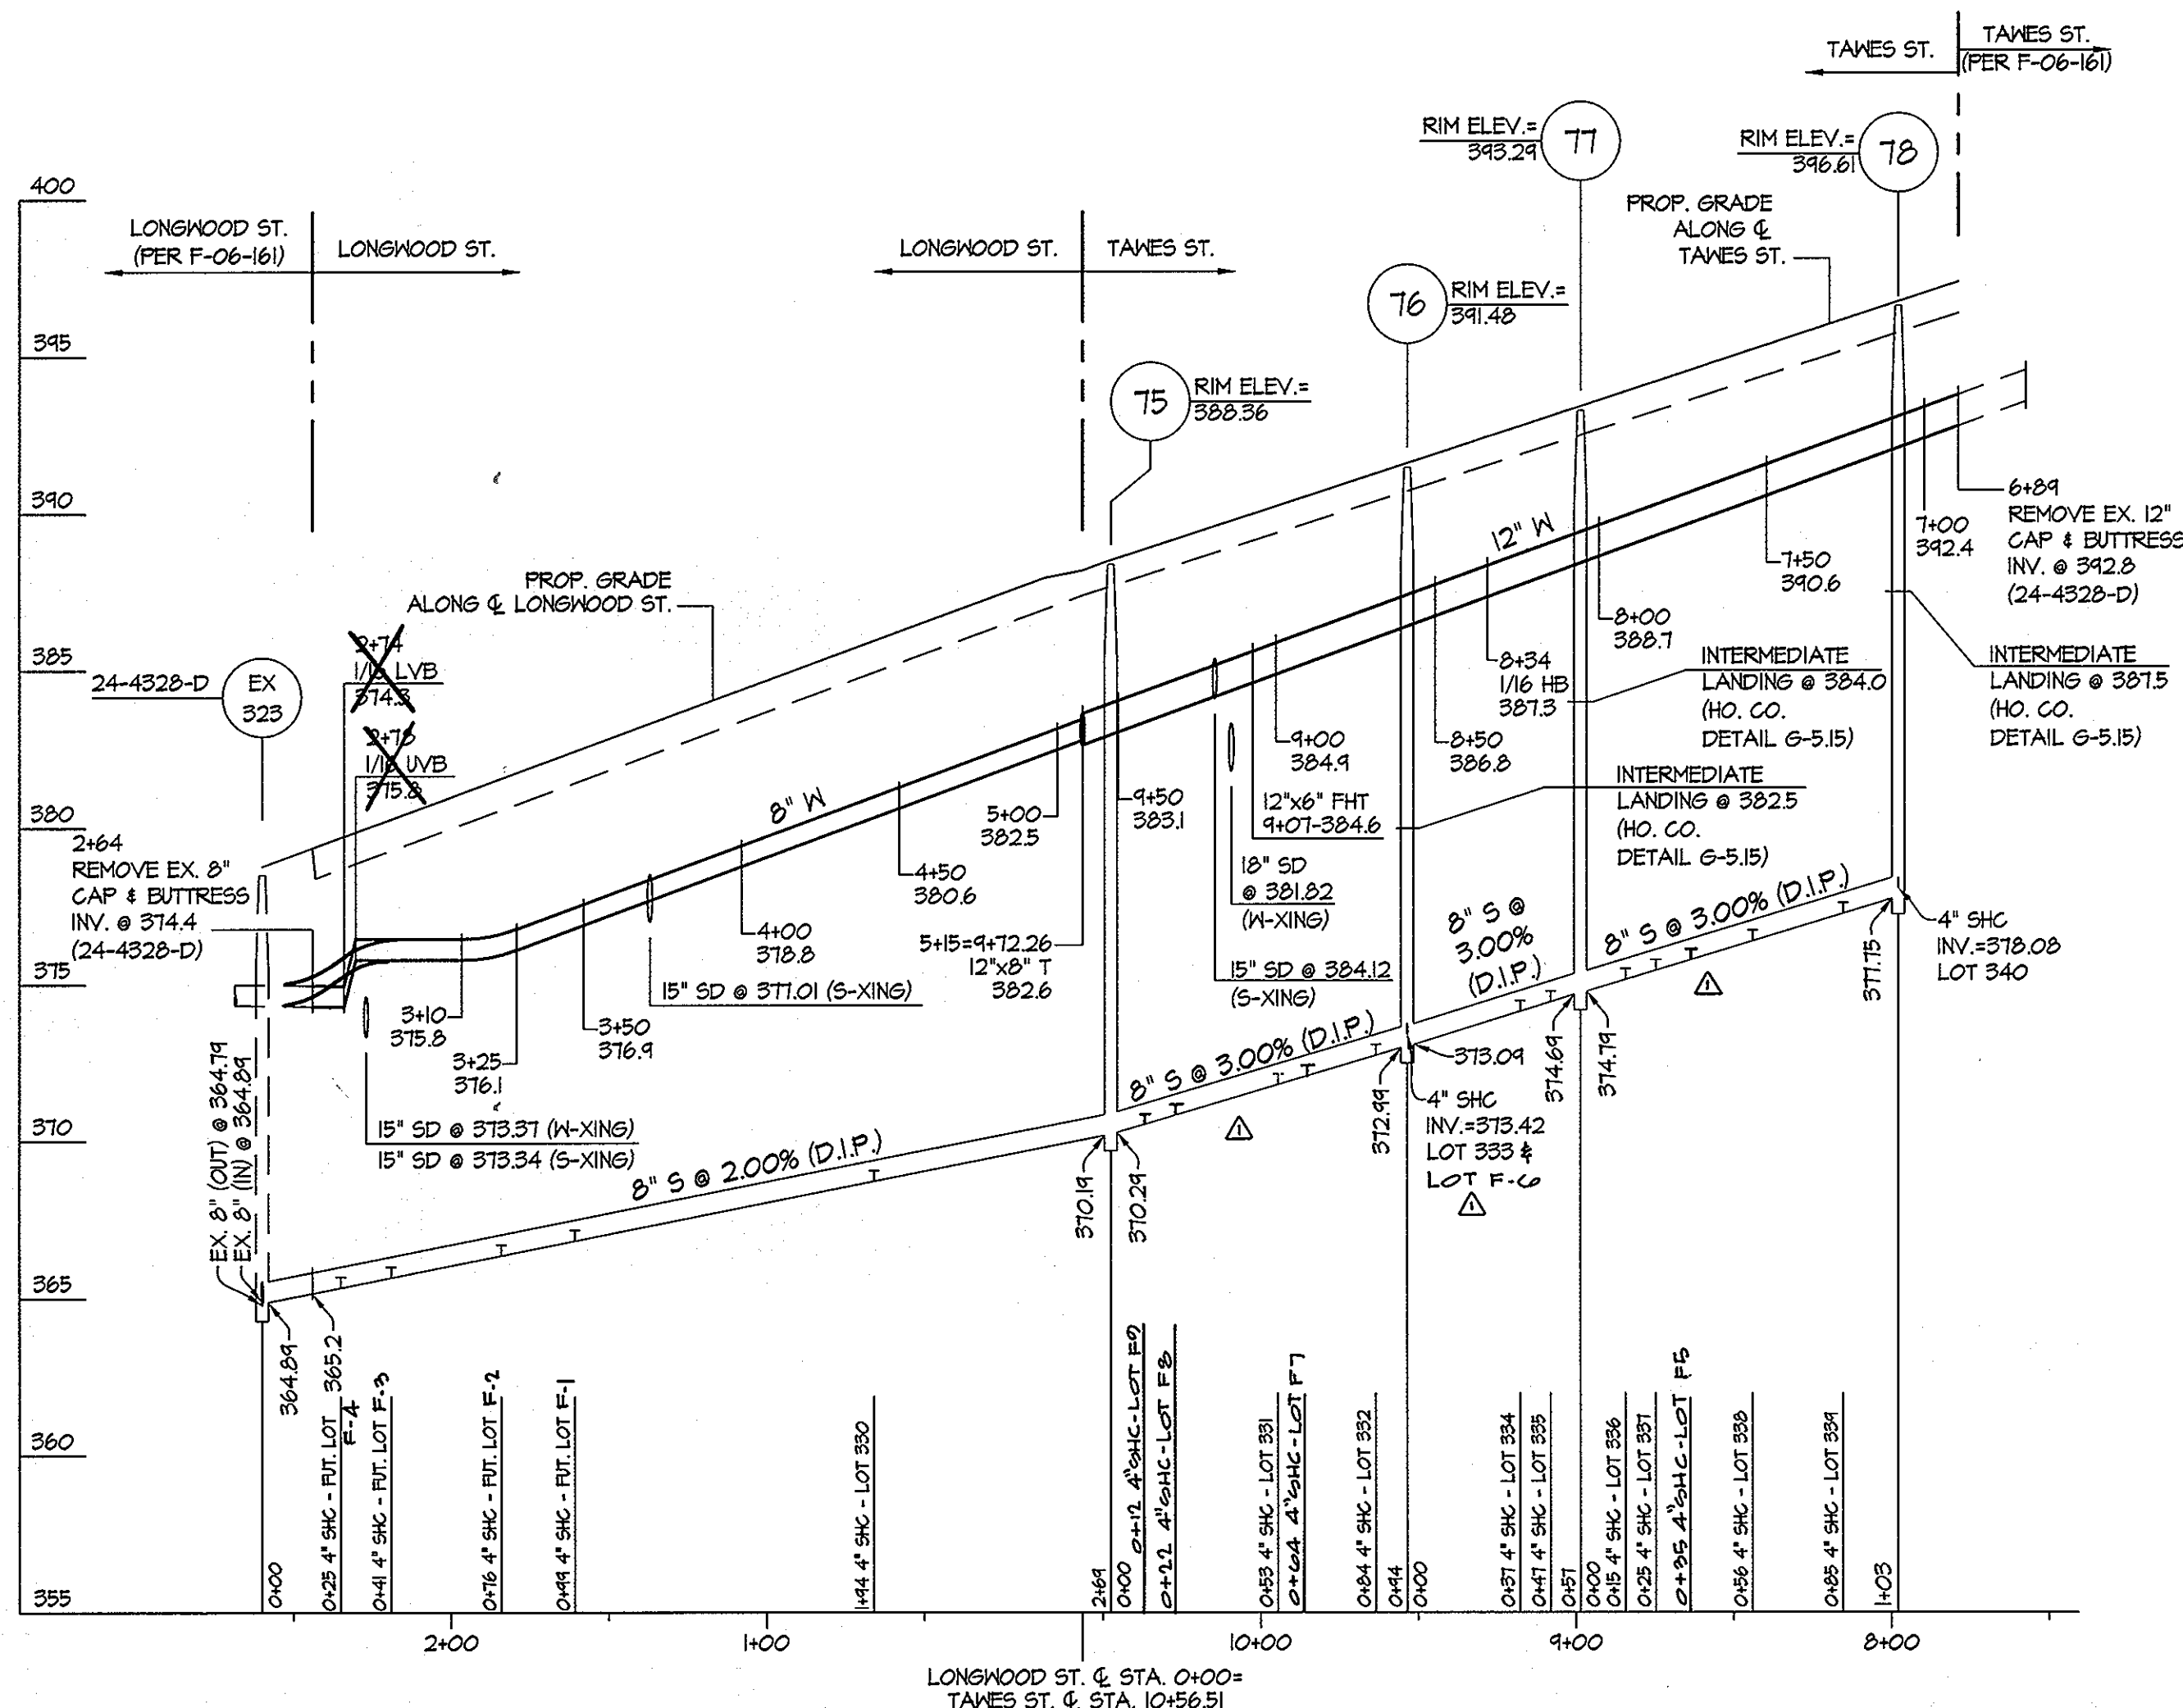 TAWES ST.
TAWES ST.
(PER F-06-161)
RIM ELEV.=
393.29
77
RIM ELEV.=
396.61
78
400
LONGWOOD ST.
(PER F-06-161)
LONGWOOD ST.
LONGWOOD ST.
TAWES ST.
PROP. GRADE
ALONG ℄
TAWES ST.
76
RIM ELEV.=
391.48
395
75
RIM ELEV.=
388.36
390
12" W
7+00
392.4
6+89
REMOVE EX. 12"
CAP & BUTTRESS
INV. @ 392.8
(24-4328-D)
7+50
390.6
PROP. GRADE
ALONG ℄ LONGWOOD ST.
8+00
388.7
385
24-4328-D
EX
323
2+74
1/16 LVB
374.3
2+78
1/16 UVB
375.8
8+34
1/16 HB
387.3
INTERMEDIATE
LANDING @ 384.0
(HO. CO.
DETAIL G-5.15)
INTERMEDIATE
LANDING @ 387.5
(HO. CO.
DETAIL G-5.15)
9+00
384.9
8+50
386.8
INTERMEDIATE
LANDING @ 382.5
(HO. CO.
DETAIL G-5.15)
380
8" W
5+00
382.5
9+50
383.1
12"x6" FHT
9+07-384.6
2+64
REMOVE EX. 8"
CAP & BUTTRESS
INV. @ 374.4
(24-4328-D)
4+50
380.6
18" SD
@ 381.82
(W-XING)
4+00
378.8
5+15=9+72.26
12"x8" T
382.6
8" S @
3.00%
(D.I.P.)
8" S @ 3.00% (D.I.P.)
377.75
4" SHC
INV.=378.08
LOT 340
375
15" SD @ 377.01 (S-XING)
15" SD @ 384.12
(S-XING)
1
3+10
375.8
3+50
376.9
3+25
376.1
8" S @ 3.00% (D.I.P.)
373.09
374.69
374.79
372.99
4" SHC
INV.=373.42
LOT 333 &
LOT F-6
1
1
370
15" SD @ 373.37 (W-XING)
15" SD @ 373.34 (S-XING)
8" S @ 2.00% (D.I.P.)
370.19
370.29
EX. 8" (OUT) @ 364.79
EX. 8" (IN) @ 364.89
365
364.89
365.2
360
355
0+00
0+25 4" SHC - FUT. LOT F-4
0+41 4" SHC - FUT. LOT F-3
0+76 4" SHC - FUT. LOT F-2
0+99 4" SHC - FUT. LOT F-1
1+94 4" SHC - LOT 330
2+69
0+00
0+12 4"SHC-LOT F9
0+22 4"SHC-LOT F8
0+53 4" SHC - LOT 331
0+64 4"SHC-LOT F7
0+84 4" SHC - LOT 332
0+94
0+00
0+37 4" SHC - LOT 334
0+47 4" SHC - LOT 335
0+57
0+00
0+15 4" SHC - LOT 336
0+25 4" SHC - LOT 337
0+35 4"SHC-LOT F5
0+56 4" SHC - LOT 338
0+85 4" SHC - LOT 339
1+03
2+00
1+00
10+00
9+00
8+00
LONGWOOD ST. ℄ STA. 0+00=
TAWES ST. ℄ STA. 10+56.51